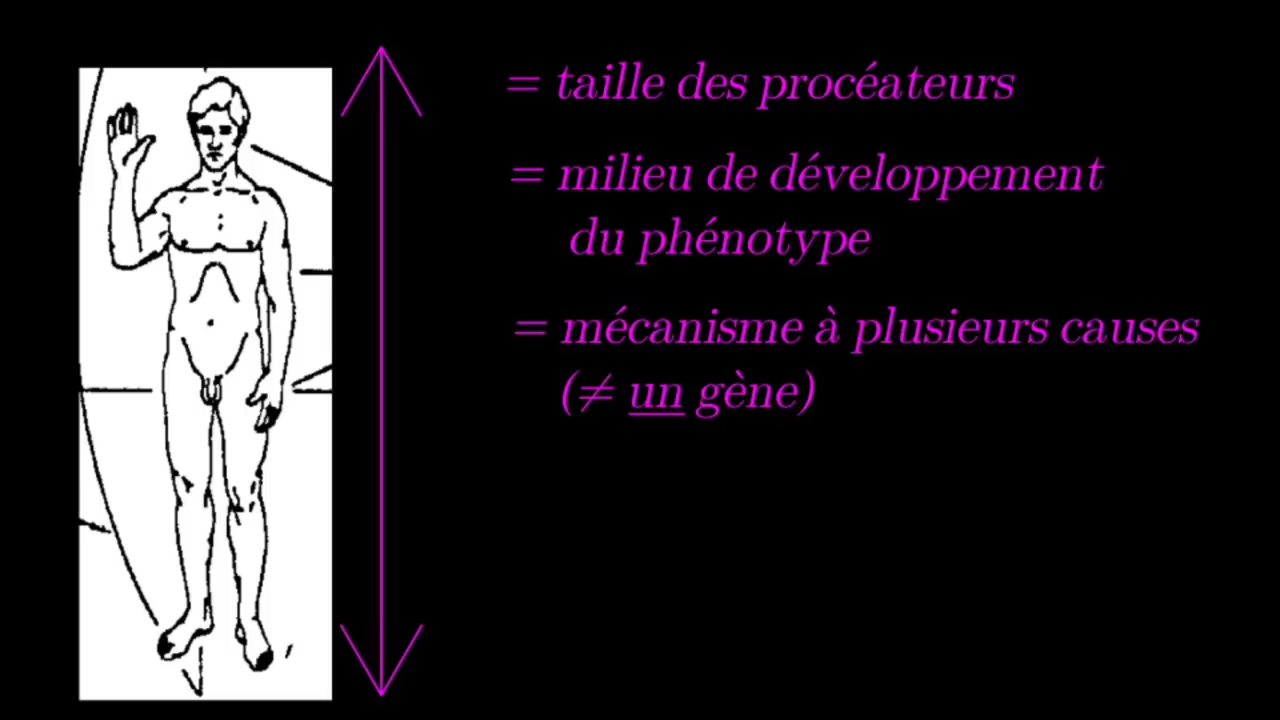 = taille des procéateurs
= milieu de développement
du phénotype
= mécanisme à plusieurs causes
(≠ un gène)